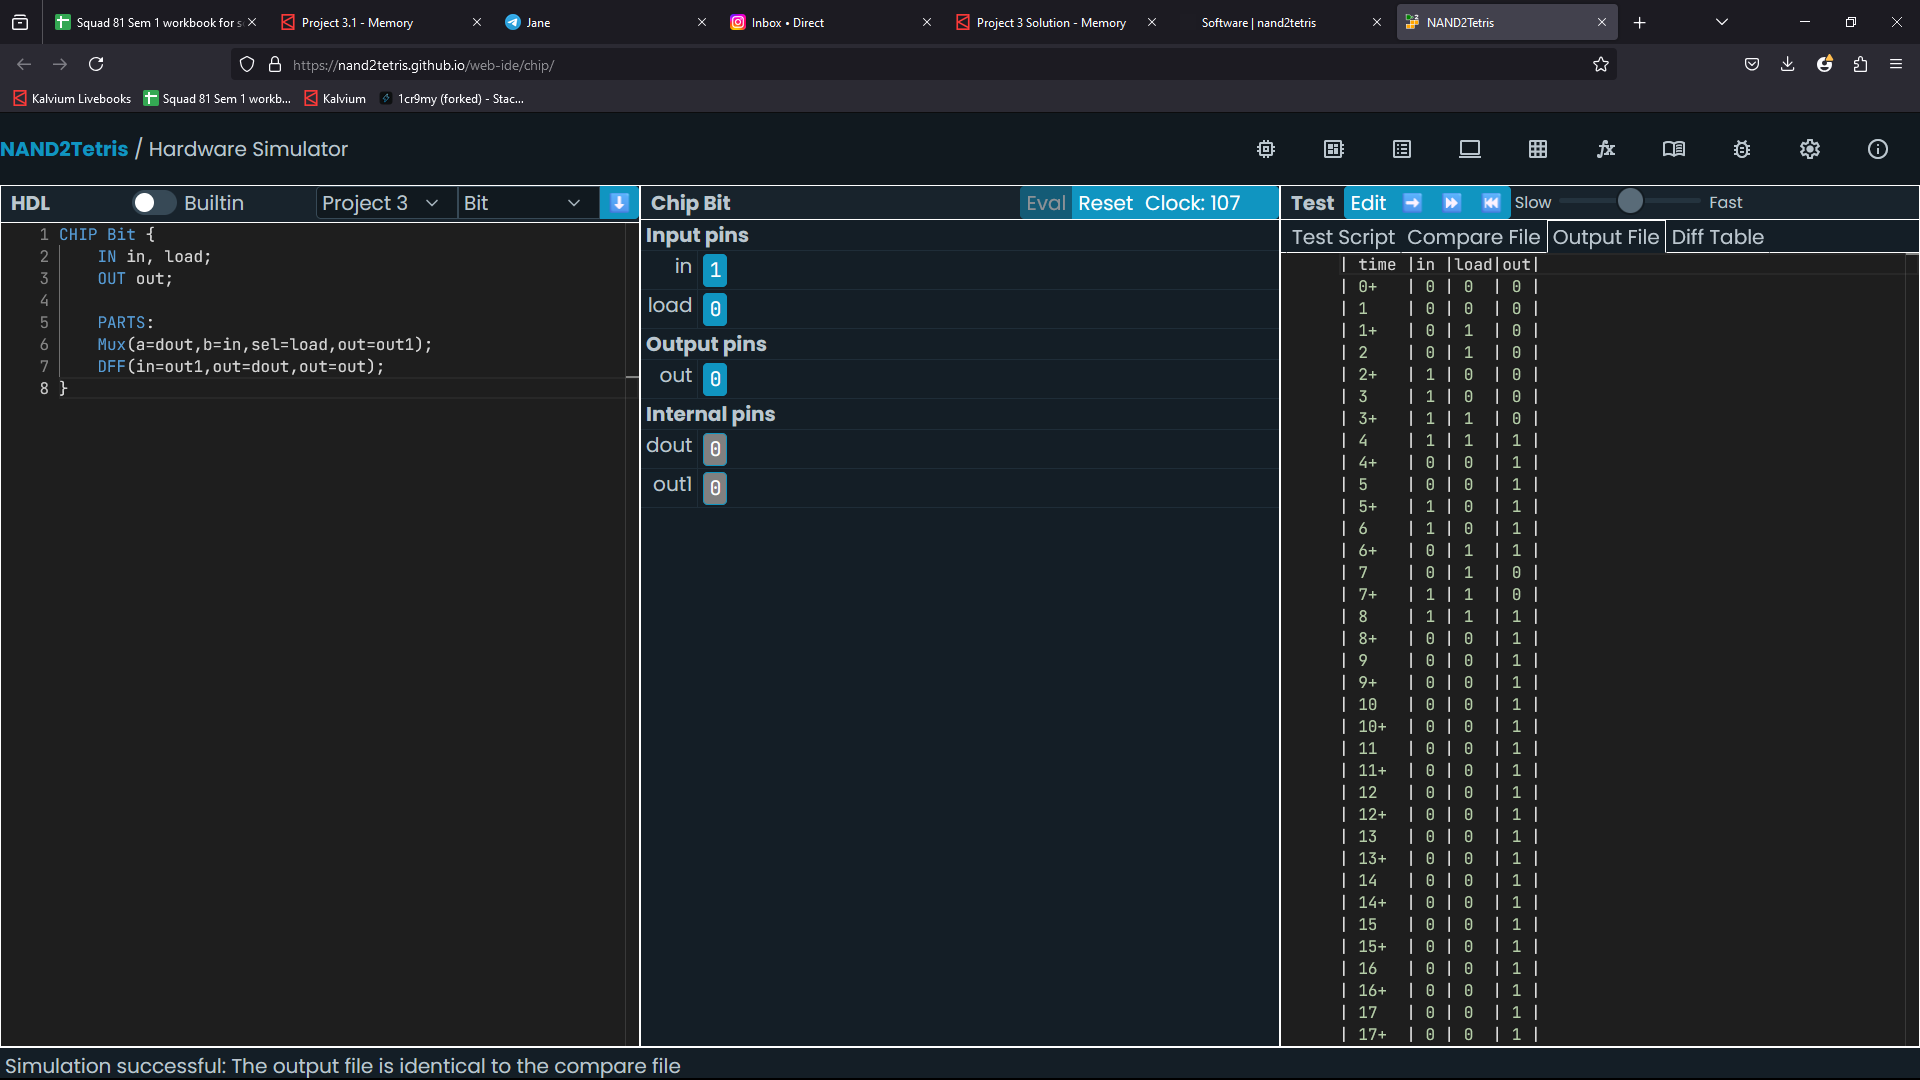 Squad 81 Sem 1 workbook for s
Project 3.1 - Memory
Jane
Inbox • Direct
Project 3 Solution - Memory
Software | nand2tetris
NAND2Tetris
https://nand2tetris.github.io/web-ide/chip/
Kalvium Livebooks
Squad 81 Sem 1 workb...
Kalvium
1cr9my (forked) - Stac...
NAND2Tetris / Hardware Simulator
HDL
Builtin
Project 3
Bit
Chip Bit
Eval
Reset
Clock: 107
Test
Edit
Slow
Fast
1 CHIP Bit {
2 IN in, load;
3 OUT out;
4
5 PARTS:
6 Mux(a=dout,b=in,sel=load,out=out1);
7 DFF(in=out1,out=dout,out=out);
8 }
Input pins
in 1
load 0
Output pins
out 0
Internal pins
dout 0
out1 0
Test Script Compare File Output File Diff Table
| time |in |load|out|
| 0+ | 0 | 0 | 0 |
| 1 | 0 | 0 | 0 |
| 1+ | 0 | 1 | 0 |
| 2 | 0 | 1 | 0 |
| 2+ | 1 | 0 | 0 |
| 3 | 1 | 0 | 0 |
| 3+ | 1 | 1 | 0 |
| 4 | 1 | 1 | 1 |
| 4+ | 0 | 0 | 1 |
| 5 | 0 | 0 | 1 |
| 5+ | 1 | 0 | 1 |
| 6 | 1 | 0 | 1 |
| 6+ | 0 | 1 | 1 |
| 7 | 0 | 1 | 0 |
| 7+ | 1 | 1 | 0 |
| 8 | 1 | 1 | 1 |
| 8+ | 0 | 0 | 1 |
| 9 | 0 | 0 | 1 |
| 9+ | 0 | 0 | 1 |
| 10 | 0 | 0 | 1 |
| 10+ | 0 | 0 | 1 |
| 11 | 0 | 0 | 1 |
| 11+ | 0 | 0 | 1 |
| 12 | 0 | 0 | 1 |
| 12+ | 0 | 0 | 1 |
| 13 | 0 | 0 | 1 |
| 13+ | 0 | 0 | 1 |
| 14 | 0 | 0 | 1 |
| 14+ | 0 | 0 | 1 |
| 15 | 0 | 0 | 1 |
| 15+ | 0 | 0 | 1 |
| 16 | 0 | 0 | 1 |
| 16+ | 0 | 0 | 1 |
| 17 | 0 | 0 | 1 |
| 17+ | 0 | 0 | 1 |
Simulation successful: The output file is identical to the compare file